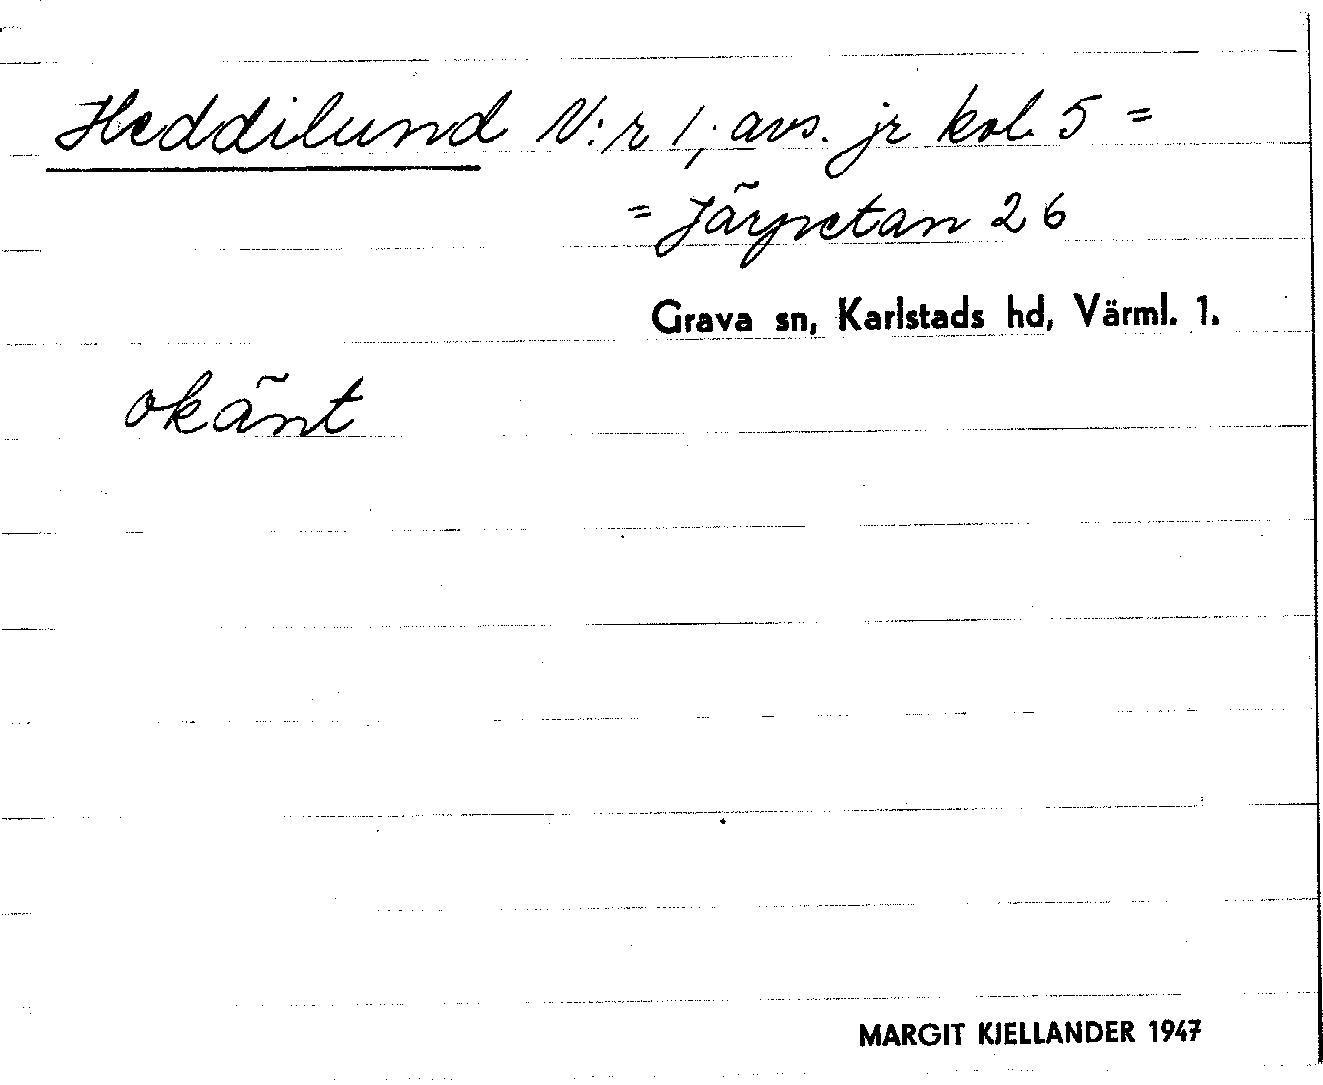 Heddilund N:r 1, avs. jr kol. 5 =
= Järpetan 26
Grava sn, Karlstads hd, Värml. 1.
okänt
MARGIT KJELLANDER 1947